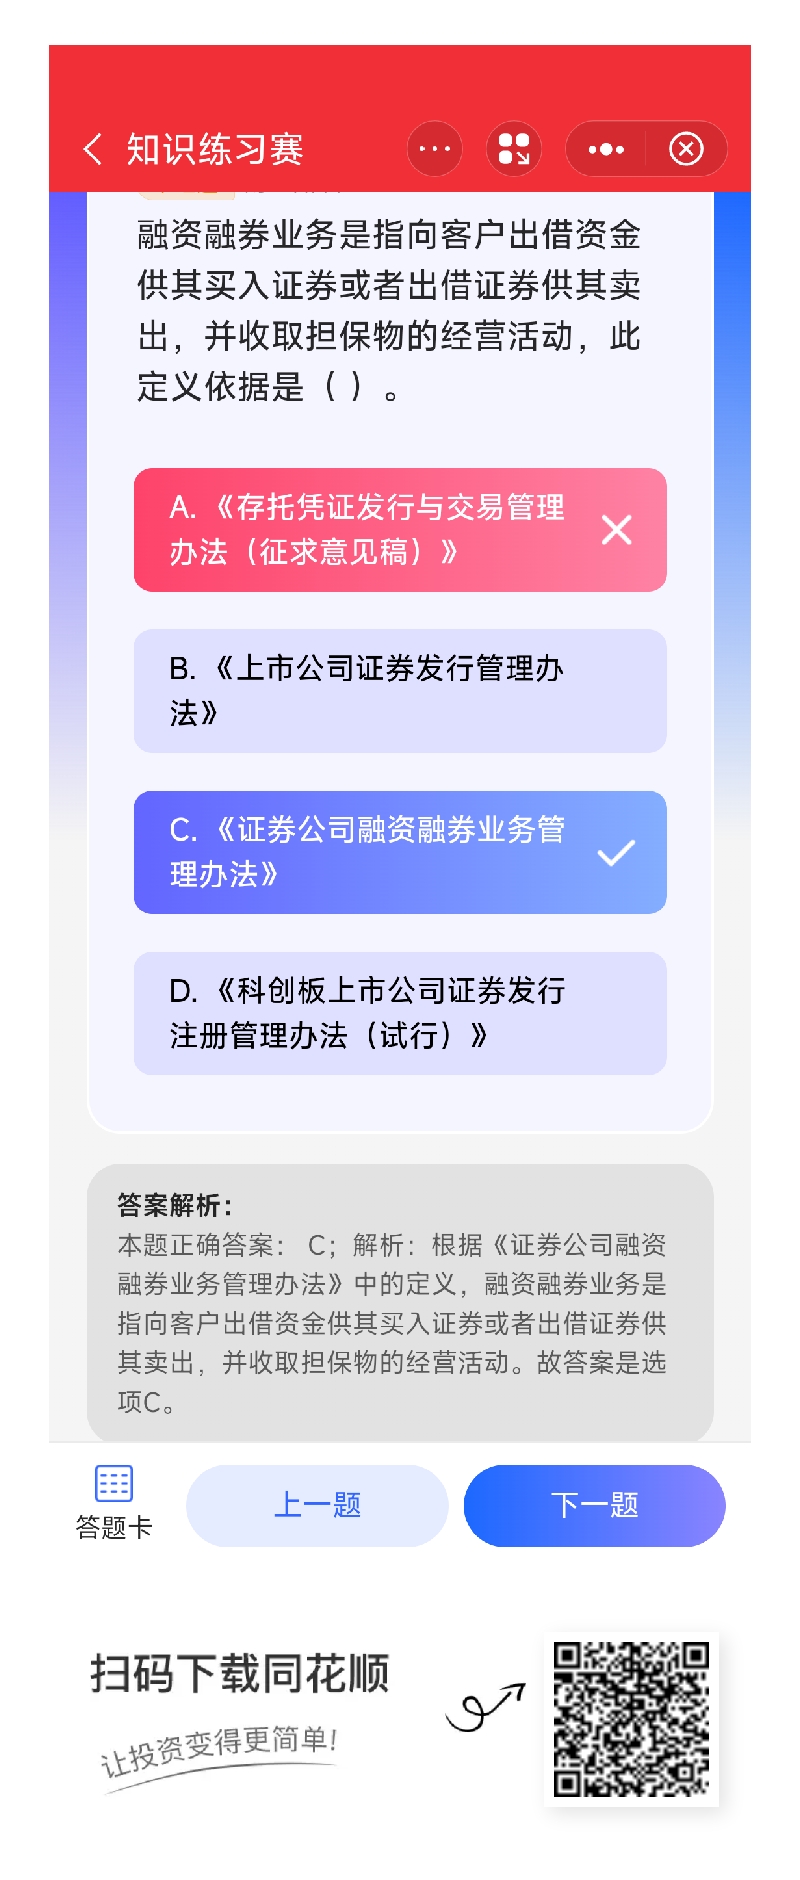 知识练习赛
融资融券业务是指向客户出借资金
供其买入证券或者出借证券供其卖
出，并收取担保物的经营活动，此
定义依据是（ ）。
A. 《存托凭证发行与交易管理
办法（征求意见稿）》
B. 《上市公司证券发行管理办
法》
C. 《证券公司融资融券业务管
理办法》
D. 《科创板上市公司证券发行
注册管理办法（试行）》
答案解析：
本题正确答案： C；解析：根据《证券公司融资
融券业务管理办法》中的定义，融资融券业务是
指向客户出借资金供其买入证券或者出借证券供
其卖出，并收取担保物的经营活动。故答案是选
项C。
答题卡
上一题
下一题
扫码下载同花顺
让投资变得更简单!